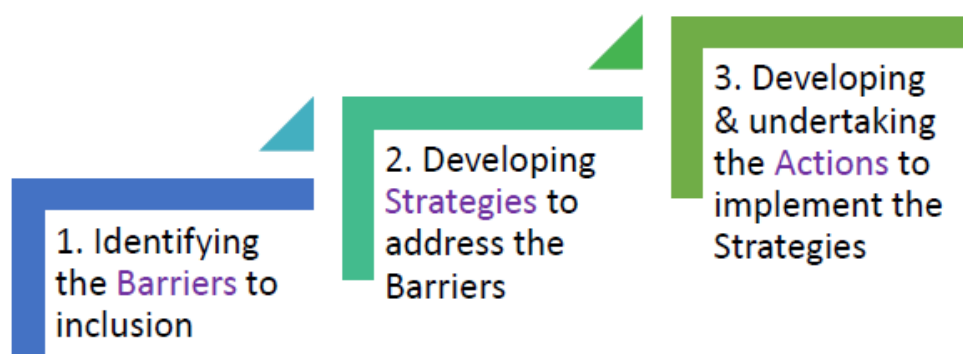 1. Identifying
the Barriers to
inclusion
2. Developing
Strategies to
address the
Barriers
3. Developing
& undertaking
the Actions to
implement the
Strategies